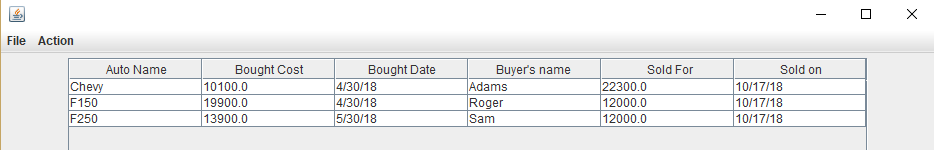 File Action
Auto Name Bought Cost Bought Date Buyer's name Sold For Sold on
Chevy 10100.0 4/30/18 Adams 22300.0 10/17/18
F150 19900.0 4/30/18 Roger 12000.0 10/17/18
F250 13900.0 5/30/18 Sam 12000.0 10/17/18